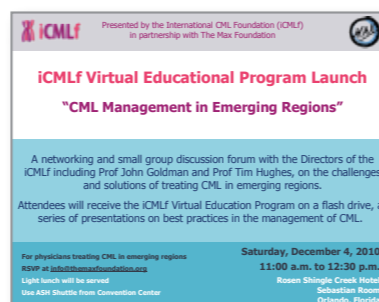 iCMLf
Presented by the International CML Foundation (iCMLf)
in partnership with The Max Foundation
iCMLf Virtual Educational Program Launch
“CML Management in Emerging Regions”
A networking and small group discussion forum with the Directors of the
iCMLf including Prof John Goldman and Prof Tim Hughes, on the challenges
and solutions of treating CML in emerging regions.
Attendees will receive the iCMLf Virtual Education Program on a flash drive, a
series of presentations on best practices in the management of CML.
For physicians treating CML in emerging regions
RSVP at info@themaxfoundation.org
Light lunch will be served
Use ASH Shuttle from Convention Center
Saturday, December 4, 2010
11:00 a.m. to 12:30 p.m.
Rosen Shingle Creek Hotel
Sebastian Room
Orlando, Florida